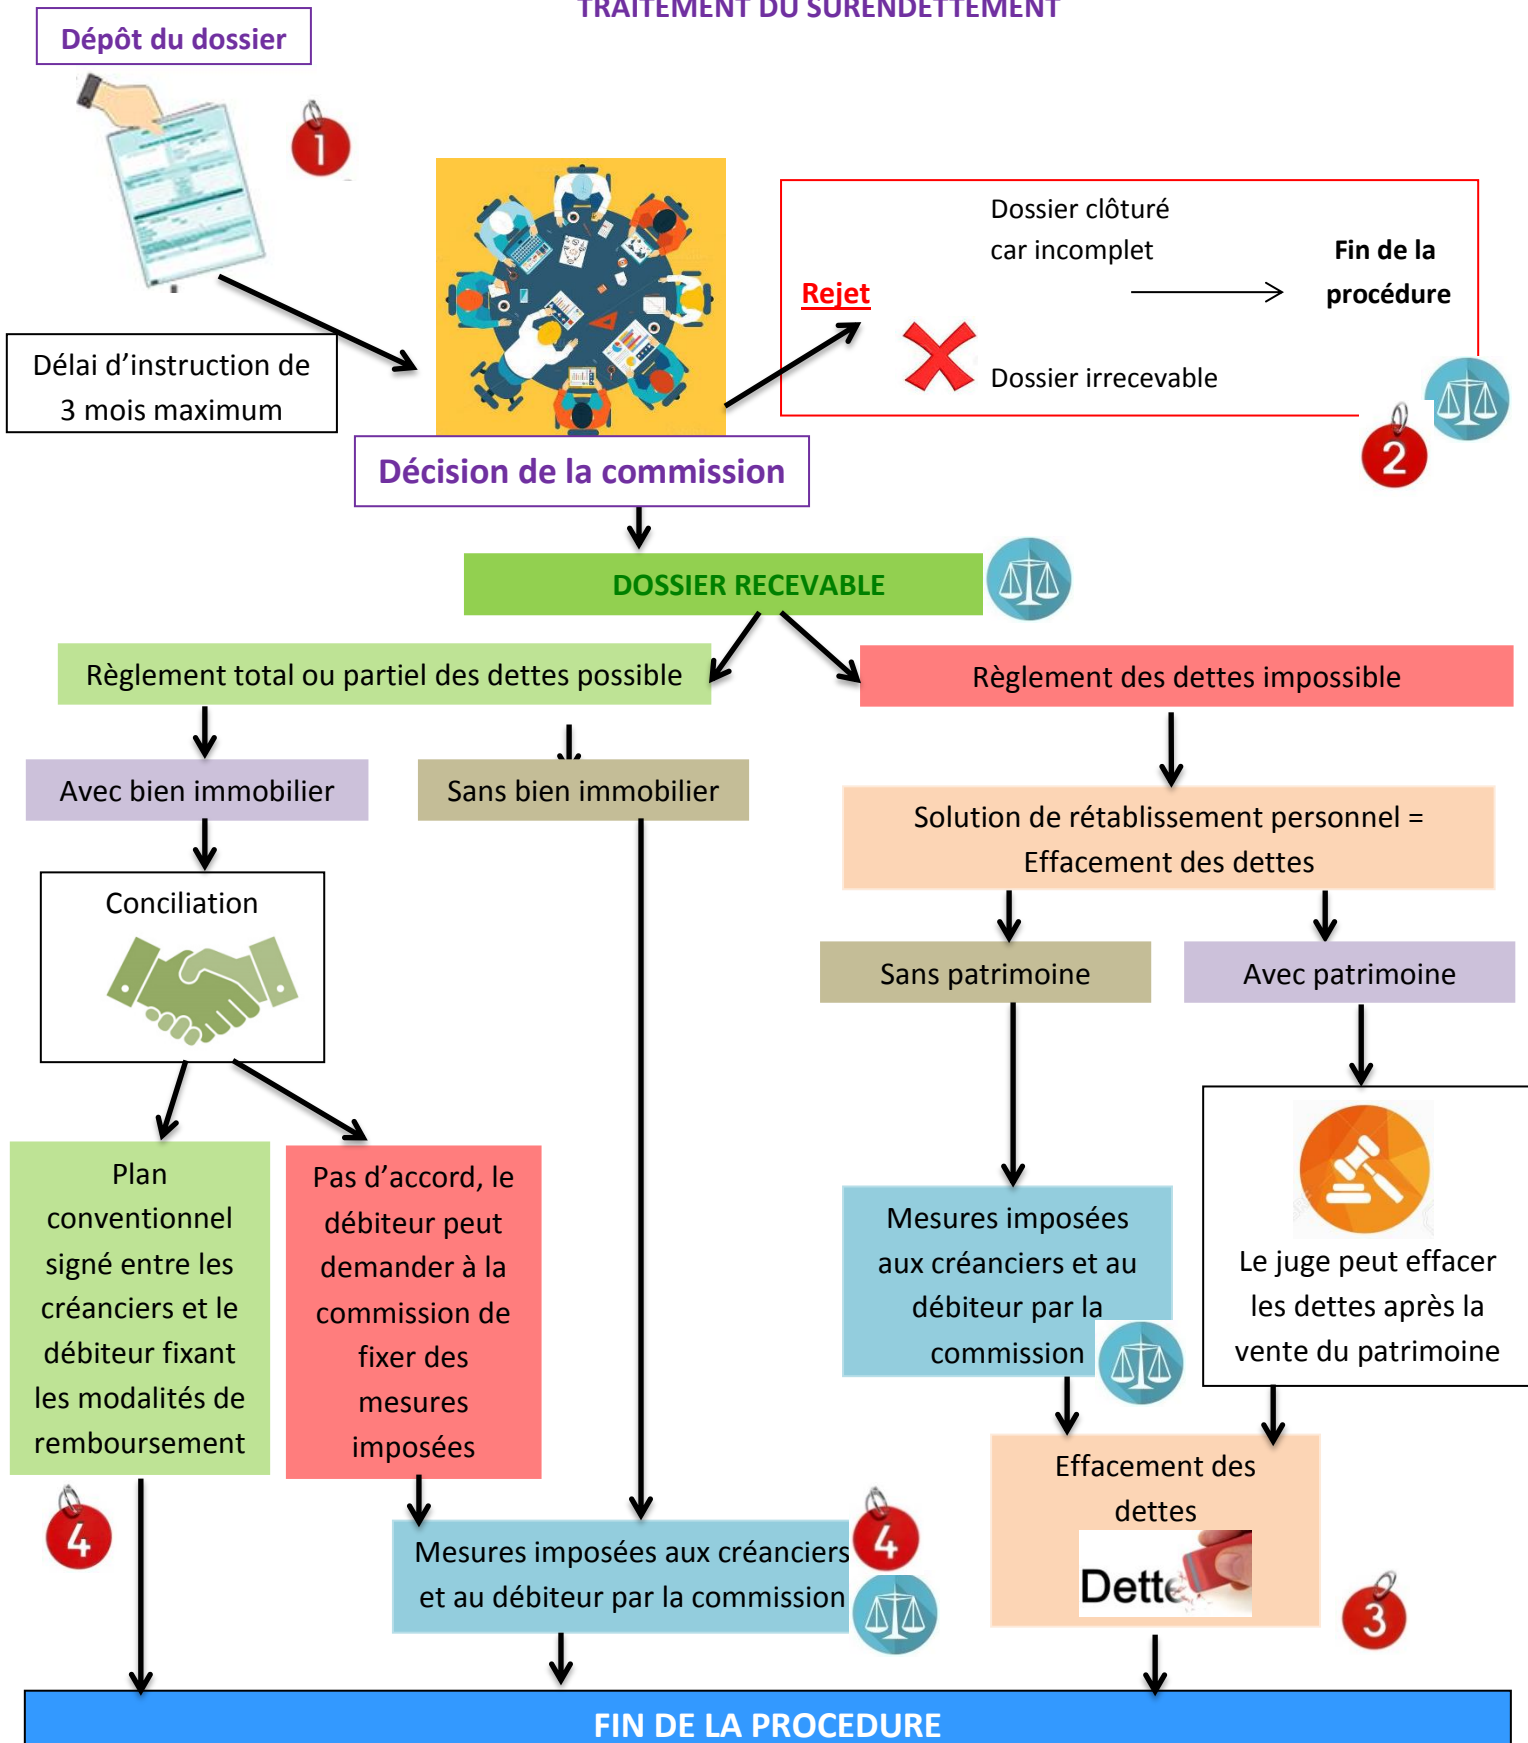 TRAITEMENT DU SURENDETTEMENT
Dépôt du dossier
1
Délai d'instruction de
3 mois maximum
Rejet
Dossier clôturé
car incomplet
Dossier irrecevable
Fin de la
procédure
2
Décision de la commission
DOSSIER RECEVABLE
Règlement total ou partiel des dettes possible
Règlement des dettes impossible
Avec bien immobilier
Sans bien immobilier
Solution de rétablissement personnel =
Effacement des dettes
Conciliation
Sans patrimoine
Avec patrimoine
Plan
conventionnel
signé entre les
créanciers et le
débiteur fixant
les modalités de
remboursement
Pas d'accord, le
débiteur peut
demander à la
commission de
fixer des
mesures
imposées
Mesures imposées
aux créanciers et au
débiteur par la
commission
Le juge peut effacer
les dettes après la
vente du patrimoine
4
Mesures imposées aux créanciers
et au débiteur par la commission
4
Effacement des
dettes
Dette
3
FIN DE LA PROCEDURE